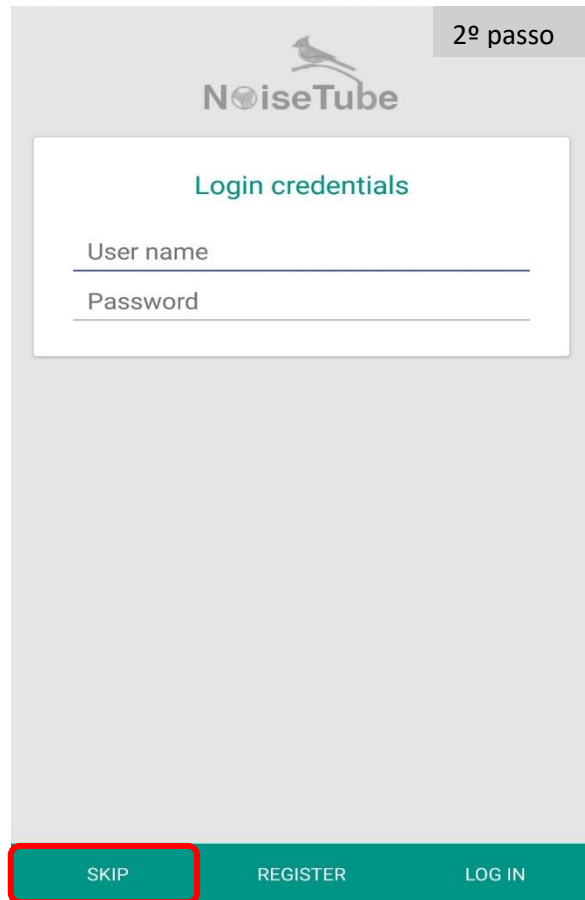 2º passo
NoiseTube
Login credentials
User name
Password
SKIP
REGISTER
LOG IN